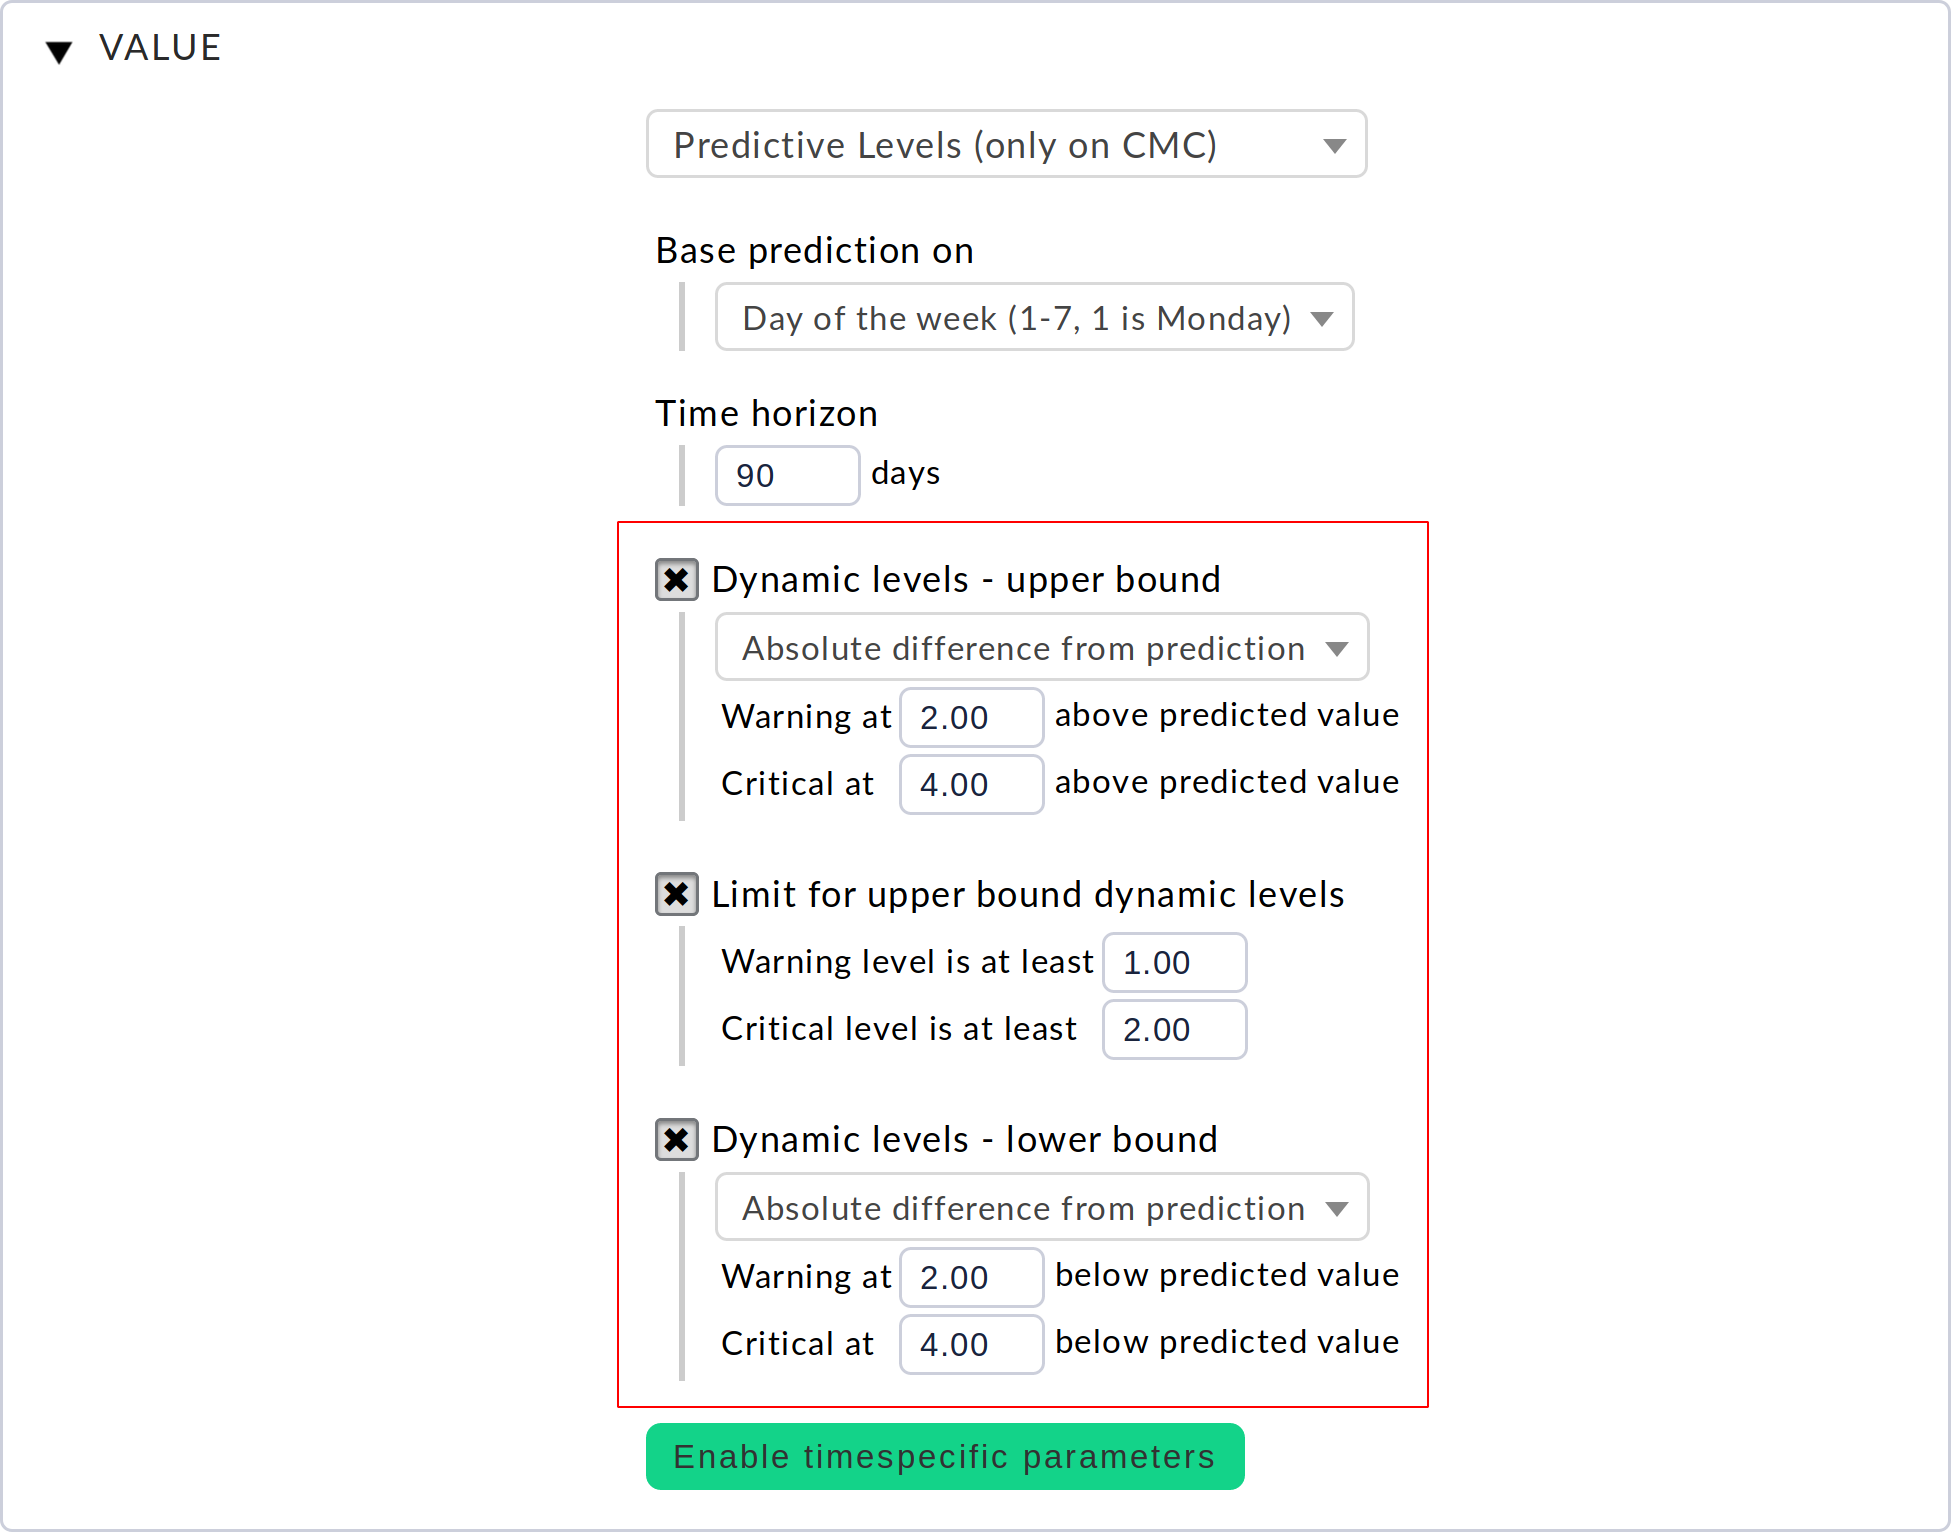 VALUE
Predictive Levels (only on CMC)
Base prediction on
Day of the week (1-7, 1 is Monday)
Time horizon
90 days
Dynamic levels - upper bound
Absolute difference from prediction
Warning at 2.00 above predicted value
Critical at 4.00 above predicted value
Limit for upper bound dynamic levels
Warning level is at least 1.00
Critical level is at least 2.00
Dynamic levels - lower bound
Absolute difference from prediction
Warning at 2.00 below predicted value
Critical at 4.00 below predicted value
Enable timespecific parameters